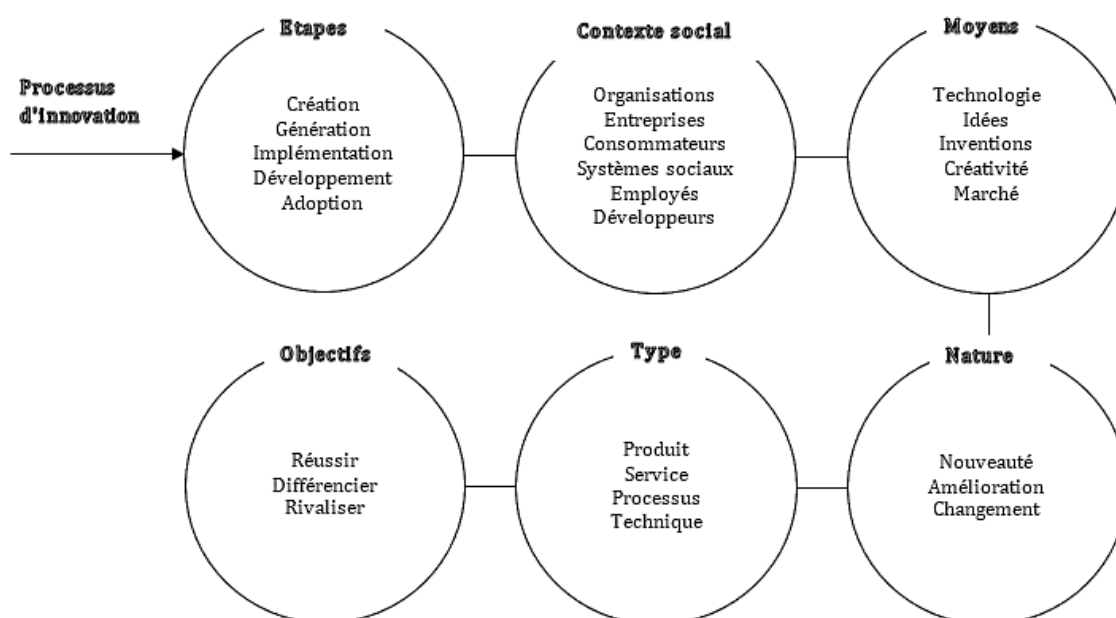 Processus
d'innovation
Etapes
Création
Génération
Implémentation
Développement
Adoption
Contexte social
Organisations
Entreprises
Consommateurs
Systèmes sociaux
Employés
Développeurs
Moyens
Technologie
Idées
Inventions
Créativité
Marché
Objectifs
Réussir
Différencier
Rivaliser
Type
Produit
Service
Processus
Technique
Nature
Nouveauté
Amélioration
Changement